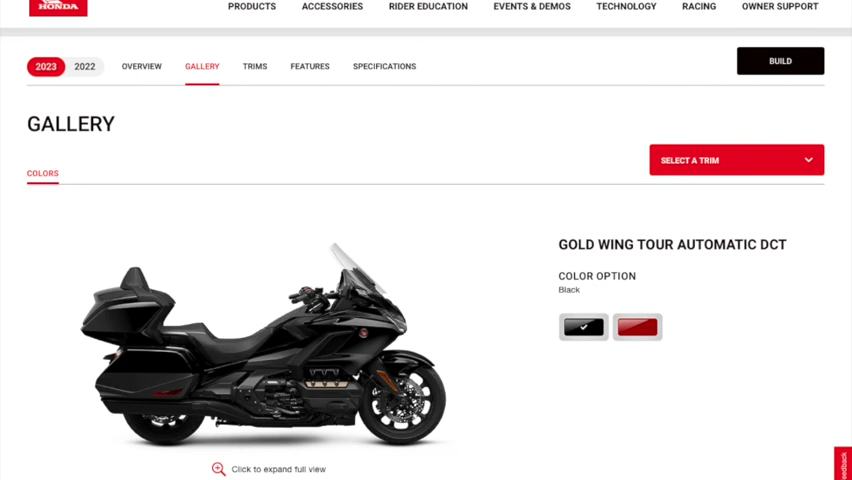 HONDA
PRODUCTS ACCESSORIES RIDER EDUCATION EVENTS & DEMOS TECHNOLOGY RACING OWNER SUPPORT
2023 2022 OVERVIEW GALLERY TRIMS FEATURES SPECIFICATIONS BUILD
GALLERY
SELECT A TRIM
COLORS
GOLD WING TOUR AUTOMATIC DCT
COLOR OPTION
Black
Click to expand full view